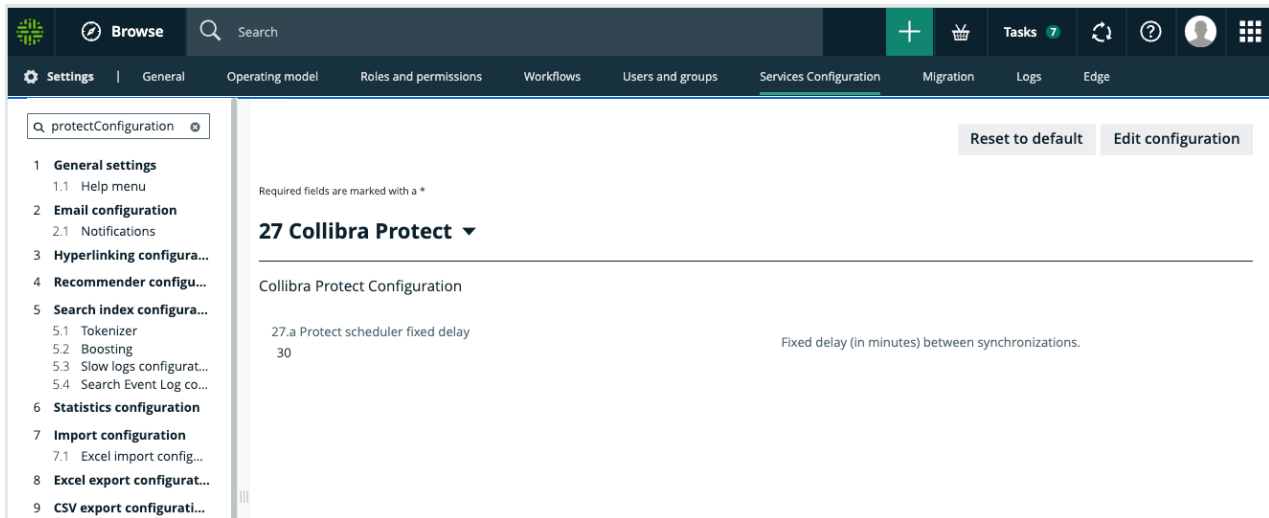 Browse
Search
Tasks 7
Settings | General Operating model Roles and permissions Workflows Users and groups Services Configuration Migration Logs Edge
protectConfiguration
Reset to default Edit configuration
1 General settings
1.1 Help menu
2 Email configuration
2.1 Notifications
3 Hyperlinking configura...
4 Recommender configu...
5 Search index configura...
5.1 Tokenizer
5.2 Boosting
5.3 Slow logs configurat...
5.4 Search Event Log co...
6 Statistics configuration
7 Import configuration
7.1 Excel import config...
8 Excel export configurat...
9 CSV export configurati...
Required fields are marked with a *
27 Collibra Protect
Collibra Protect Configuration
27.a Protect scheduler fixed delay
30
Fixed delay (in minutes) between synchronizations.